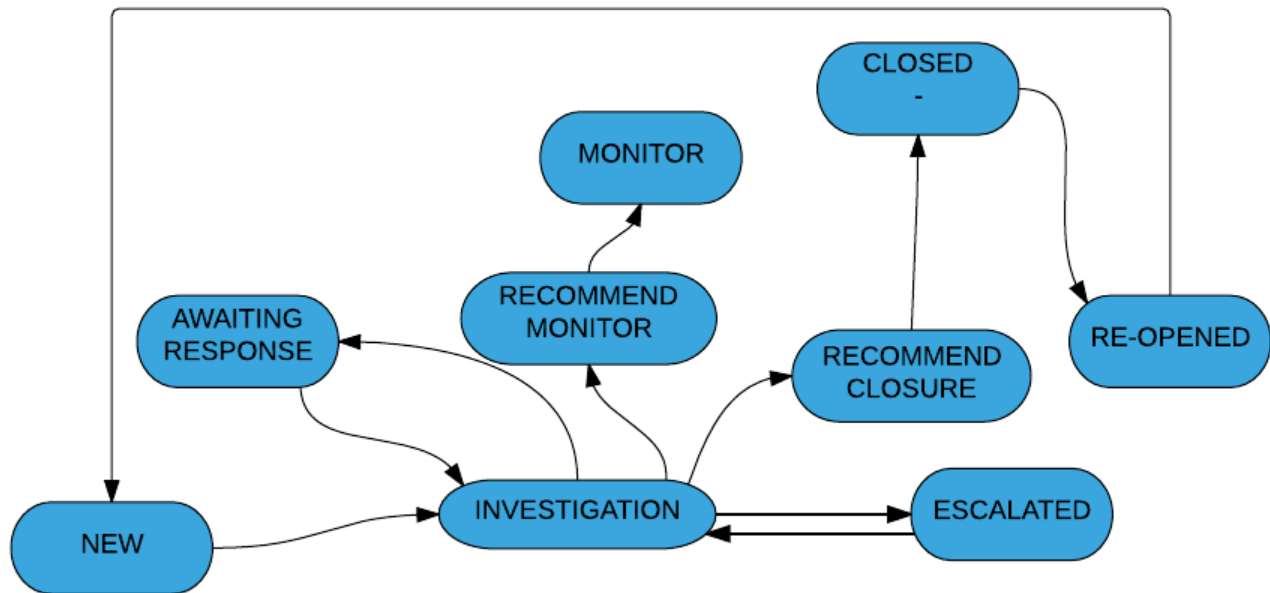 CLOSED
-
MONITOR
RECOMMEND
MONITOR
AWAITING
RESPONSE
RE-OPENED
RECOMMEND
CLOSURE
INVESTIGATION
ESCALATED
NEW